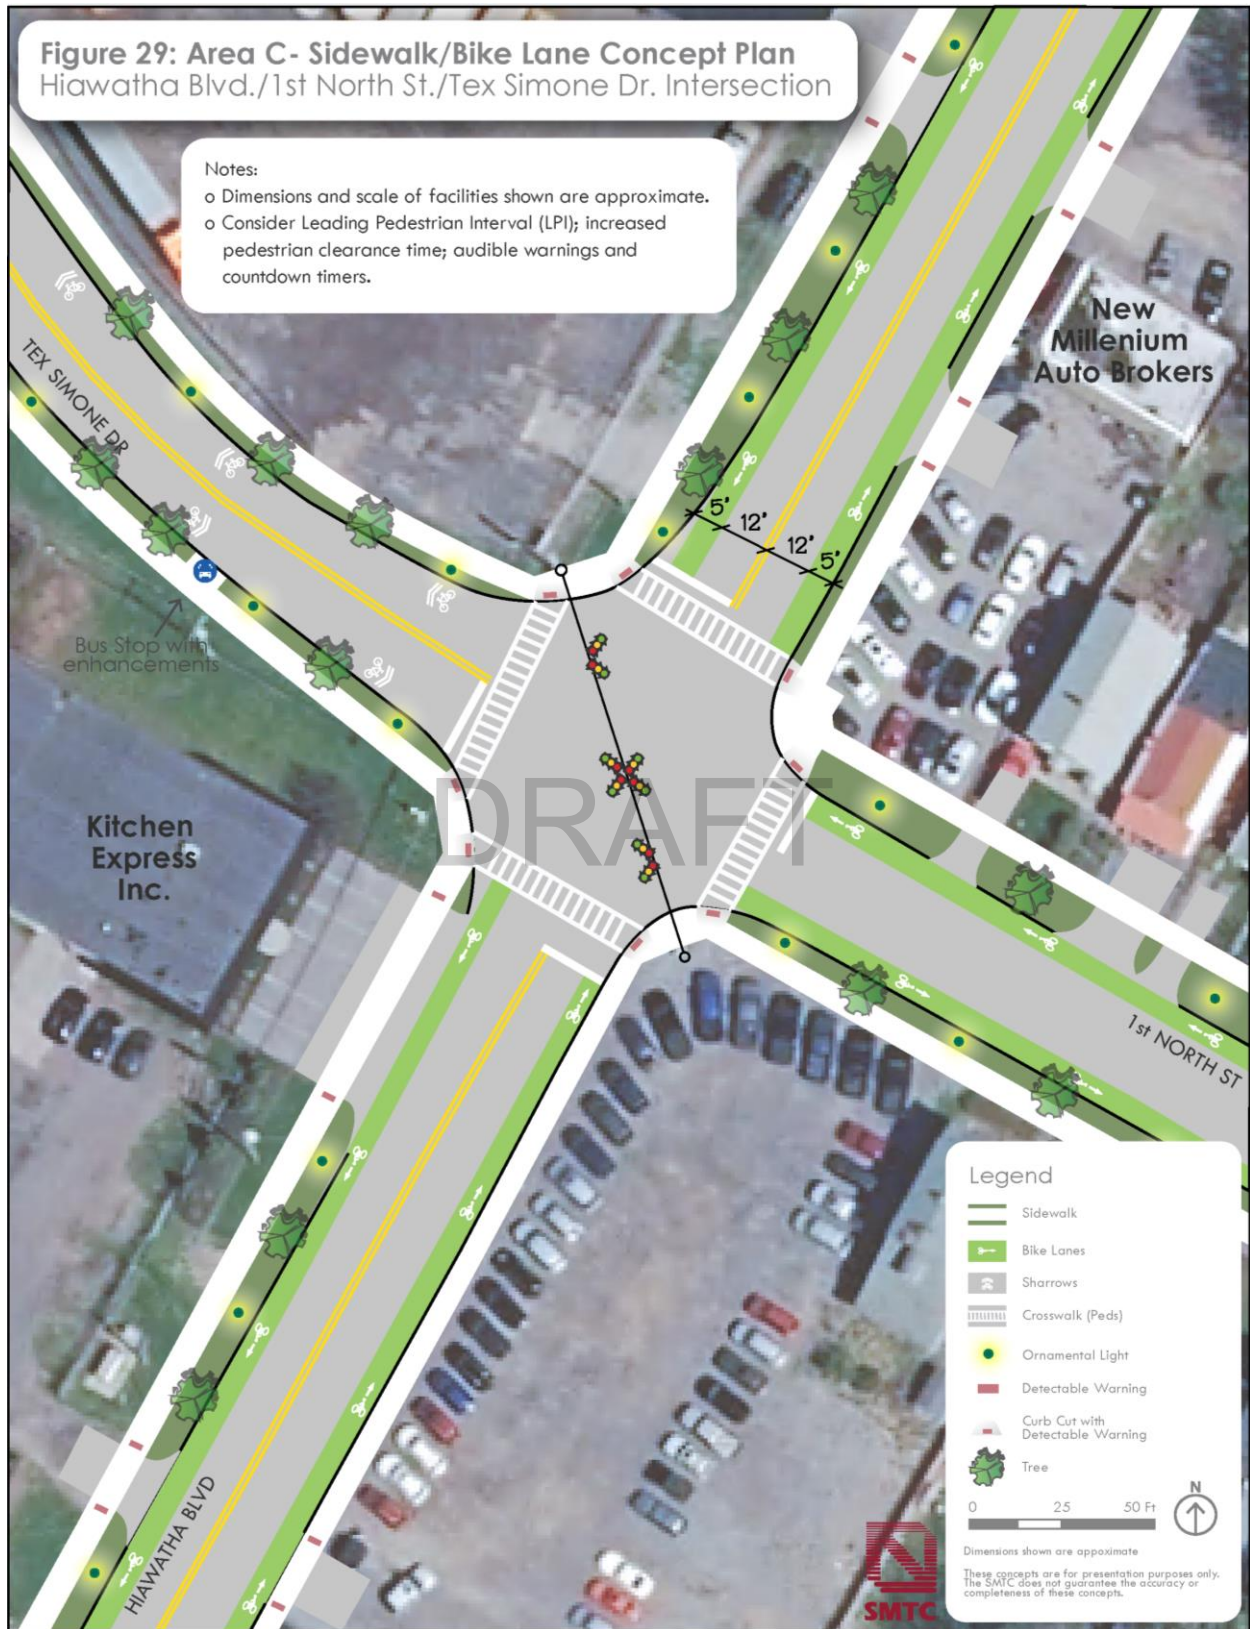 Figure 29: Area C- Sidewalk/Bike Lane Concept Plan
Hiawatha Blvd./1st North St./Tex Simone Dr. Intersection
Notes:
o Dimensions and scale of facilities shown are approximate.
o Consider Leading Pedestrian Interval (LPI); increased
pedestrian clearance time; audible warnings and
countdown timers.
New
Millenium
Auto Brokers
TEX SIMONE DR
5'
12'
12'
5'
Bus Stop with
enhancements
DRAFT
Kitchen
Express
Inc.
1st NORTH ST
HIAWATHA BLVD
Legend
Sidewalk
Bike Lanes
Sharrows
Crosswalk (Peds)
Ornamental Light
Detectable Warning
Curb Cut with
Detectable Warning
Tree
0 25 50 Ft
N
Dimensions shown are appoximate
These concepts are for presentation purposes only.
The SMTC does not guarantee the accuracy or
completeness of these concepts.
SMTC